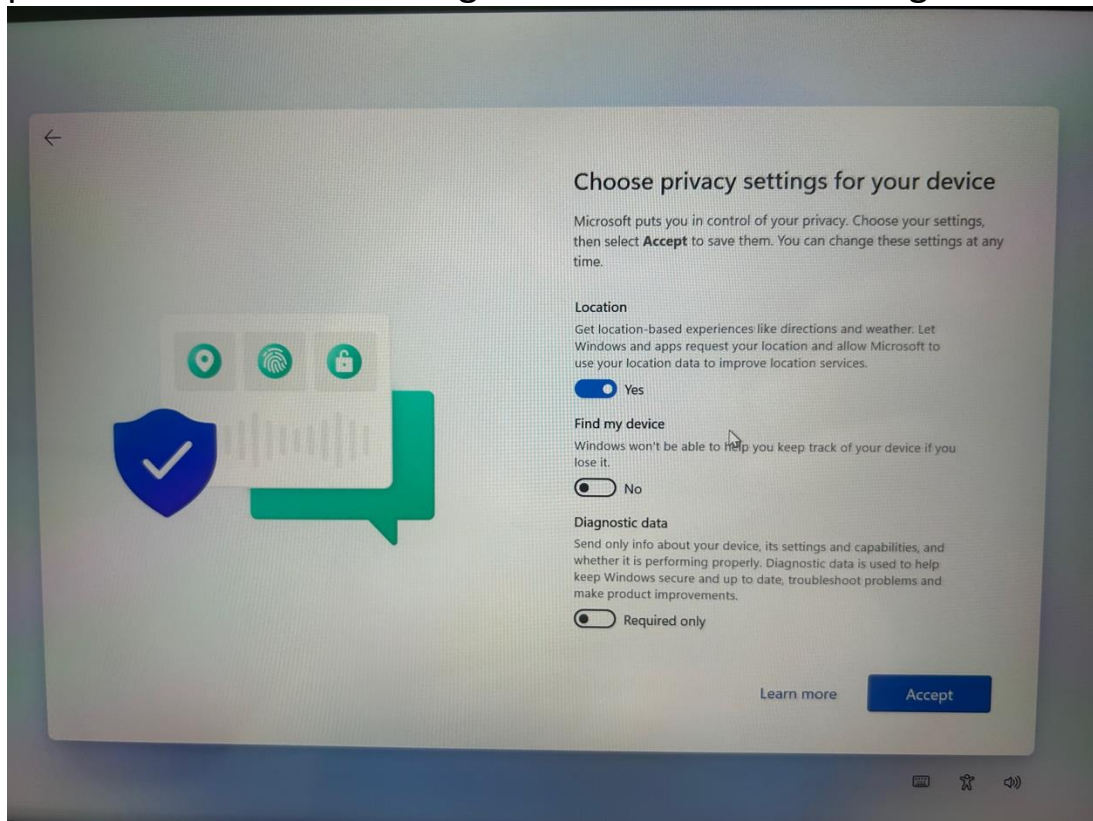 Choose privacy settings for your device
Microsoft puts you in control of your privacy. Choose your settings,
then select Accept to save them. You can change these settings at any
time.
Location
Get location-based experiences like directions and weather. Let
Windows and apps request your location and allow Microsoft to
use your location data to improve location services.
Yes
Find my device
Windows won't be able to help you keep track of your device if you
lose it.
No
Diagnostic data
Send only info about your device, its settings and capabilities, and
whether it is performing properly. Diagnostic data is used to help
keep Windows secure and up to date, troubleshoot problems and
make product improvements.
Required only
Learn more
Accept